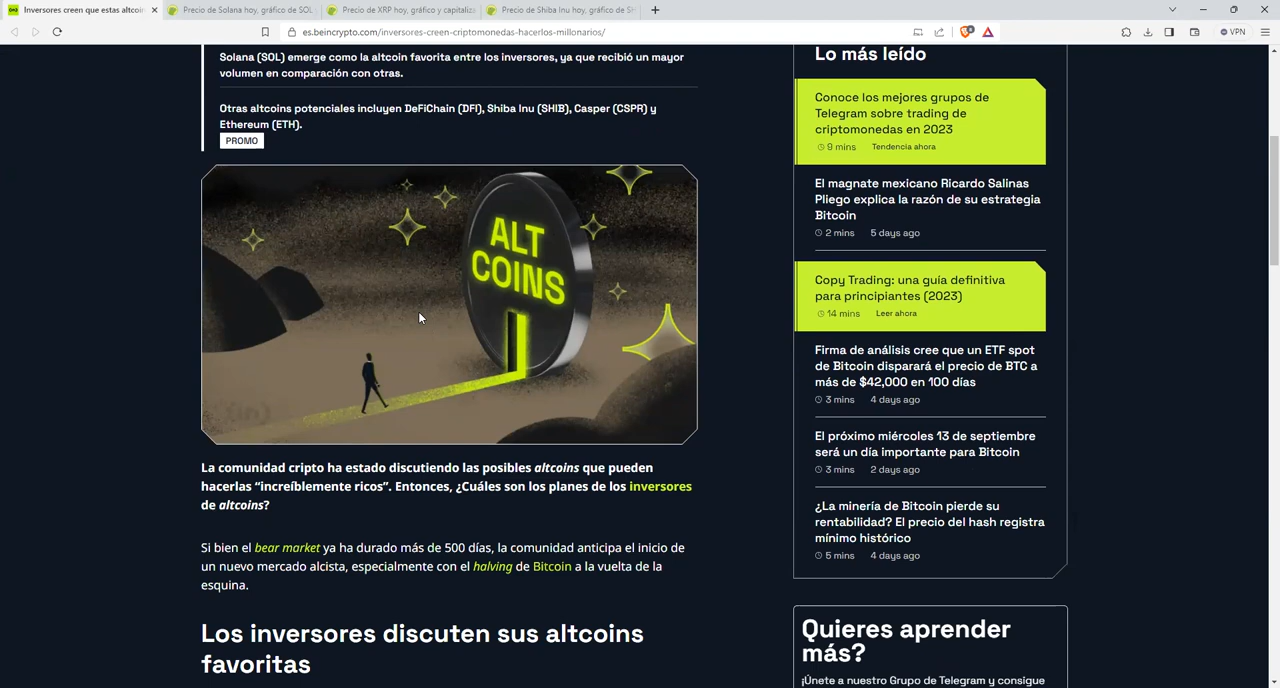 Inversores creen que estas altcoin
Precio de Solana hoy, gráfico de SOL
Precio de XRP hoy, gráfico y capitaliza
Precio de Shiba Inu hoy, gráfico de SH
es.beincrypto.com/inversores-creen-criptomonedas-hacerlos-millonarios/
VPN
Solana (SOL) emerge como la altcoin favorita entre los inversores, ya que recibió un mayor
volumen en comparación con otras.
Otras altcoins potenciales incluyen DeFiChain (DFI), Shiba Inu (SHIB), Casper (CSPR) y
Ethereum (ETH).
PROMO
ALT
COINS
La comunidad cripto ha estado discutiendo las posibles altcoins que pueden
hacerlas “increíblemente ricos”. Entonces, ¿Cuáles son los planes de los inversores
de altcoins?
Si bien el bear market ya ha durado más de 500 días, la comunidad anticipa el inicio de
un nuevo mercado alcista, especialmente con el halving de Bitcoin a la vuelta de la
esquina.
Los inversores discuten sus altcoins
favoritas
Lo más leído
Conoce los mejores grupos de
Telegram sobre trading de
criptomonedas en 2023
9 mins Tendencia ahora
El magnate mexicano Ricardo Salinas
Pliego explica la razón de su estrategia
Bitcoin
2 mins 5 days ago
Copy Trading: una guía definitiva
para principiantes (2023)
14 mins Leer ahora
Firma de análisis cree que un ETF spot
de Bitcoin disparará el precio de BTC a
más de $42,000 en 100 días
3 mins 4 days ago
El próximo miércoles 13 de septiembre
será un día importante para Bitcoin
3 mins 2 days ago
¿La minería de Bitcoin pierde su
rentabilidad? El precio del hash registra
mínimo histórico
5 mins 4 days ago
Quieres aprender
más?
¡Únete a nuestro Grupo de Telegram y consigue